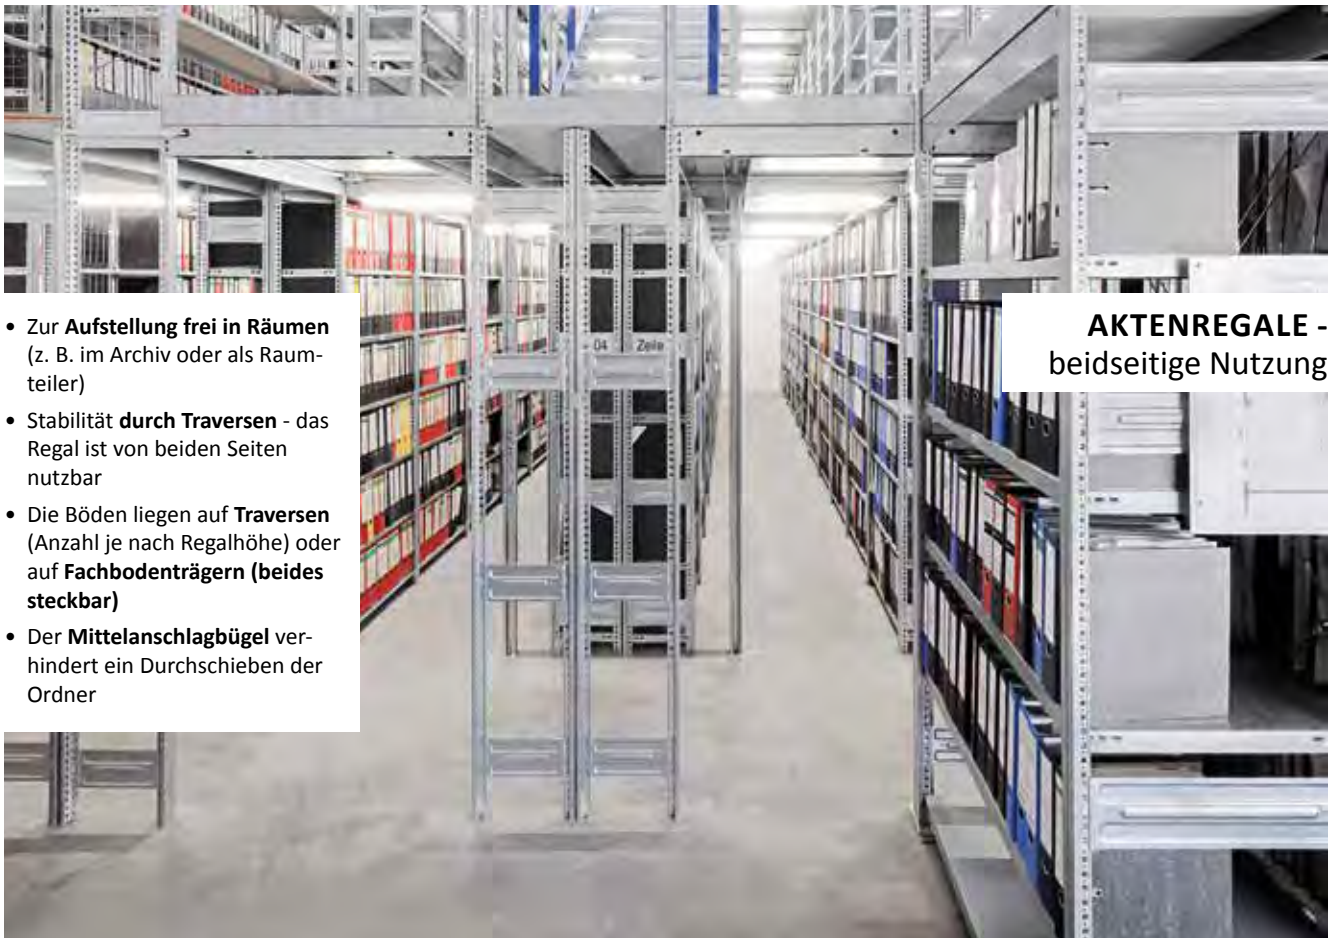 • Zur Aufstellung frei in Räumen
(z. B. im Archiv oder als Raum-
teiler)
• Stabilität durch Traversen - das
Regal ist von beiden Seiten
nutzbar
• Die Böden liegen auf Traversen
(Anzahl je nach Regalhöhe) oder
auf Fachbodenträgern (beides
steckbar)
• Der Mittelanschlagbügel ver-
hindert ein Durchschieben der
Ordner
04 Zeile
AKTENREGALE -
beidseitige Nutzung